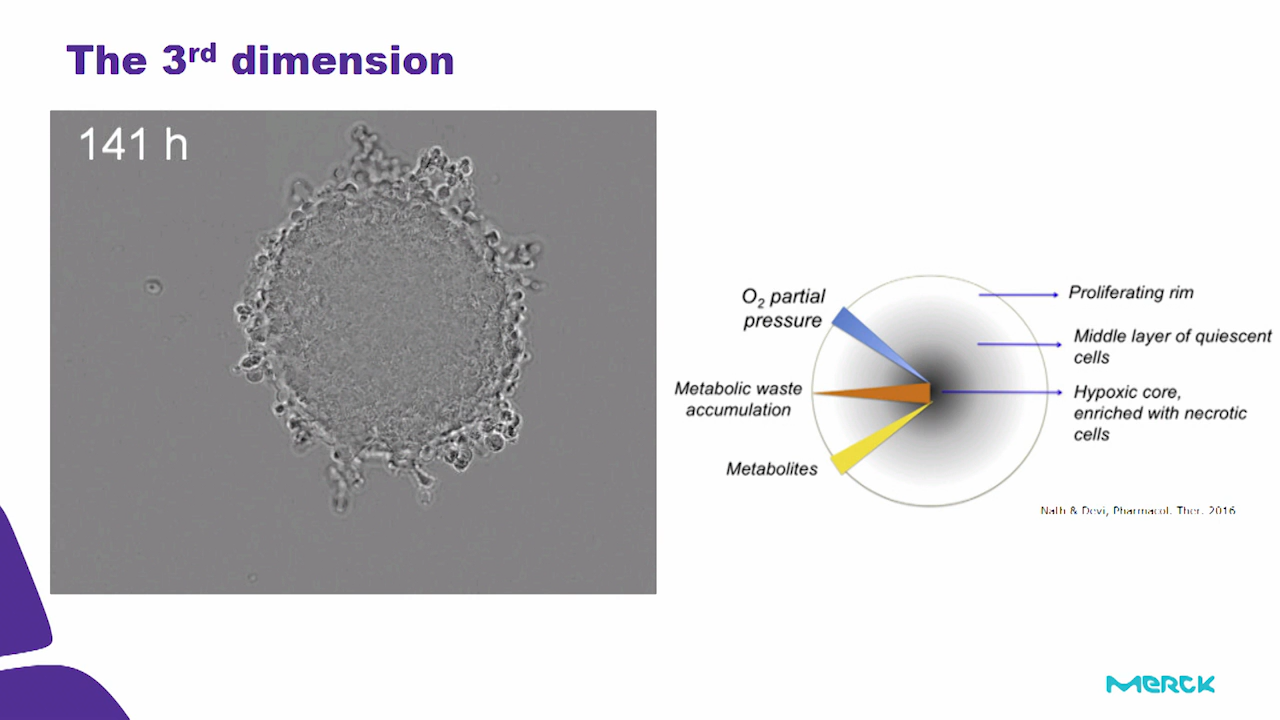 The 3rd dimension
141 h
O2 partial
pressure
Metabolic waste
accumulation
Metabolites
Proliferating rim
Middle layer of quiescent
cells
Hypoxic core,
enriched with necrotic
cells
Nath & Devi, Pharmacol. Ther. 2016
MERCK